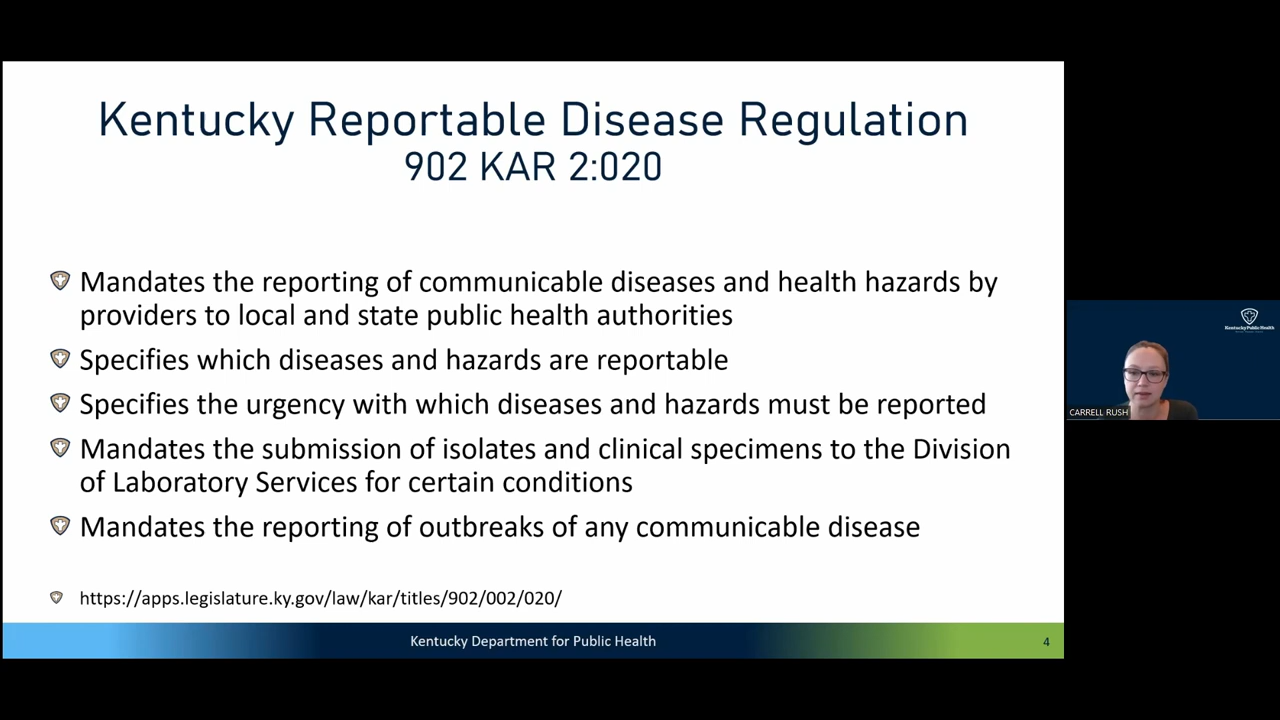 Kentucky Reportable Disease Regulation
902 KAR 2:020
Mandates the reporting of communicable diseases and health hazards by
providers to local and state public health authorities
Specifies which diseases and hazards are reportable
Specifies the urgency with which diseases and hazards must be reported
Mandates the submission of isolates and clinical specimens to the Division
of Laboratory Services for certain conditions
Mandates the reporting of outbreaks of any communicable disease
https://apps.legislature.ky.gov/law/kar/titles/902/002/020/
Kentucky Department for Public Health
4
Kentucky Public Health
CARRELL RUSH